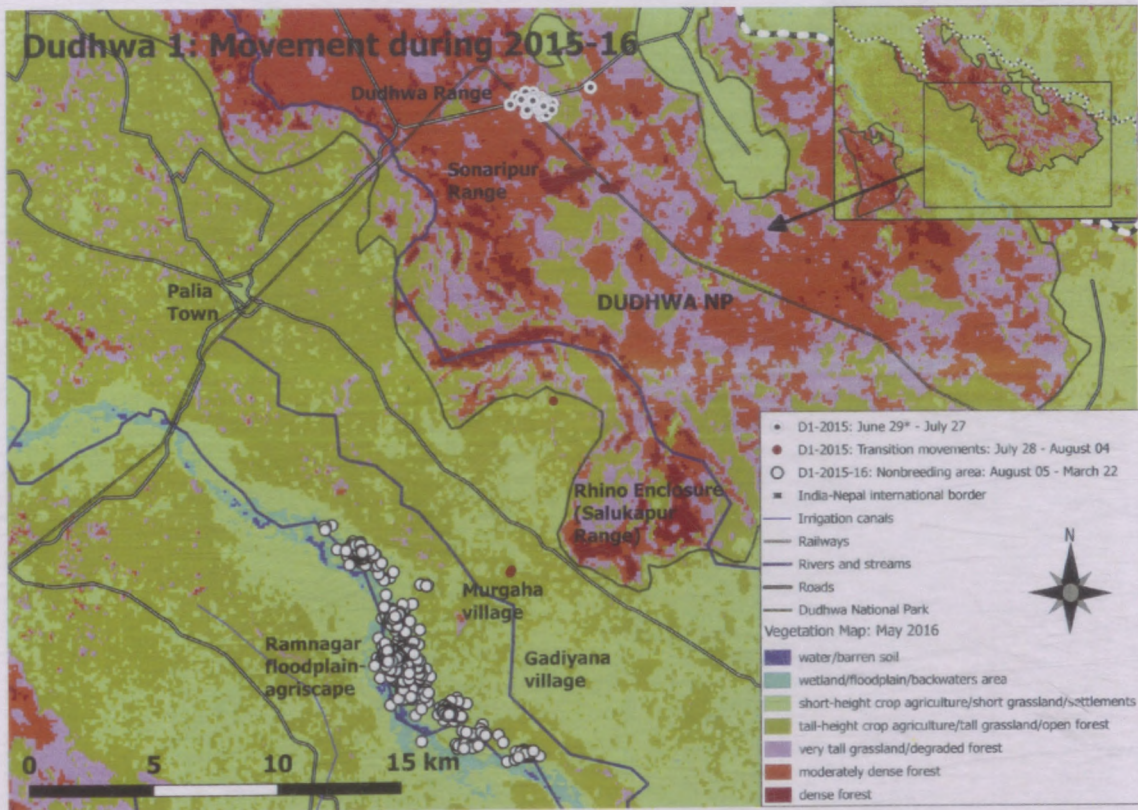 Dudhwa 1: Movement during 2015-16
Dudhwa Range
Sonaripur
Range
Palia
Town
DUDHWA NP
Rhino Enclosure
(Salukapur
Range)
Murgaha
village
Ramnagar
floodplain-
agriscape
Gadiyana
village
0 5 10 15 km
D1-2015: June 29* - July 27
D1-2015: Transition movements: July 28 - August 04
D1-2015-16: Nonbreeding area: August 05 - March 22
India-Nepal international border
Irrigation canals
Railways
Rivers and streams
Roads
Dudhwa National Park
N
Vegetation Map: May 2016
water/barren soil
wetland/floodplain/backwaters area
short-height crop agriculture/short grassland/settlements
tall-height crop agriculture/tall grassland/open forest
very tall grassland/degraded forest
moderately dense forest
dense forest